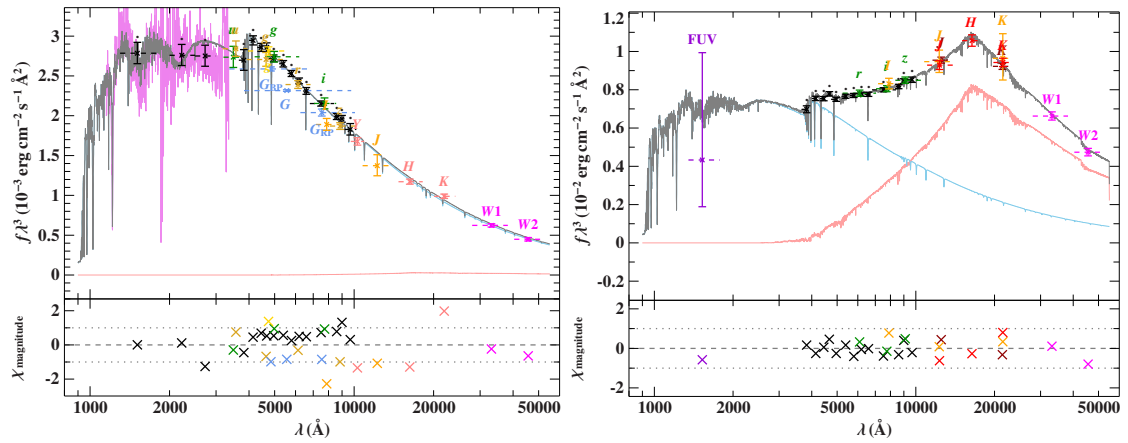 fλ³ (10⁻³ erg cm⁻² s⁻¹ Å²)
3
2.5
2
1.5
1
0.5
0
u
g
G_BP
G
i
G_RP
Y
J
H
K
W1
W2
χ_magnitude
2
0
-2
1000
2000
5000
10000
20000
50000
λ (Å)
fλ³ (10⁻² erg cm⁻² s⁻¹ Å²)
1.2
1
0.8
0.6
0.4
0.2
0
-0.2
FUV
r
i
z
J
J
H
K
K
W1
W2
χ_magnitude
2
0
-2
1000
2000
5000
10000
20000
50000
λ (Å)